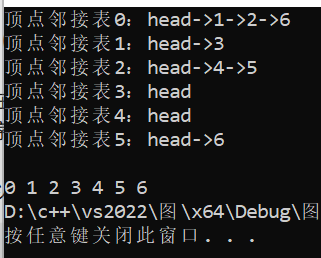 顶点邻接表0：head->1->2->6
顶点邻接表1：head->3
顶点邻接表2：head->4->5
顶点邻接表3：head
顶点邻接表4：head
顶点邻接表5：head->6
0 1 2 3 4 5 6
D:\c++\vs2022\图\x64\Debug\图
按任意键关闭此窗口. . .